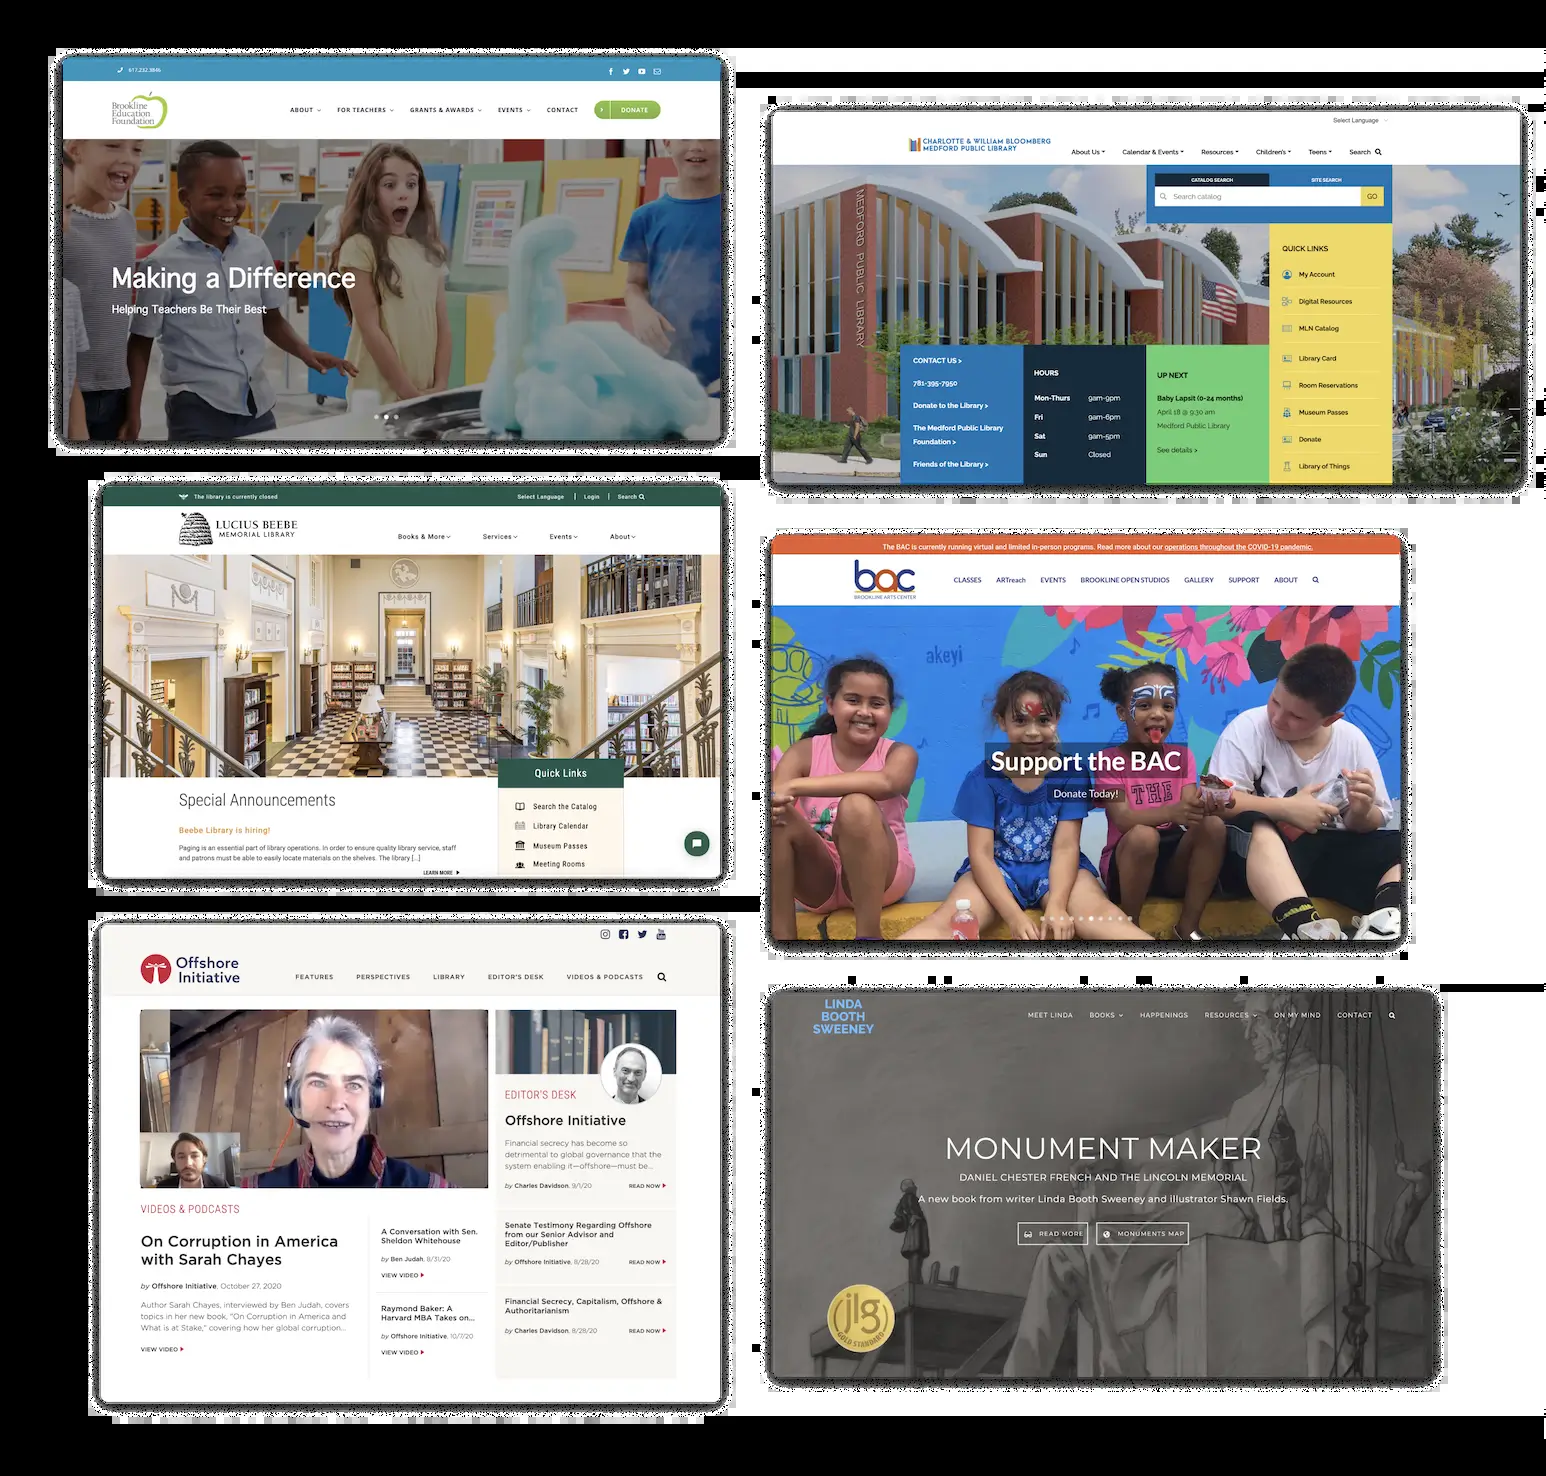 617.232.3846
Brookline
Education
Foundation
ABOUT
FOR TEACHERS
GRANTS & AWARDS
EVENTS
CONTACT
DONATE
Making a Difference
Helping Teachers Be Their Best
Select Language
CHARLOTTE & WILLIAM BLOOMBERG
MEDFORD PUBLIC LIBRARY
About Us
Calendar & Events
Resources
Children's
Teens
Search
CATALOG SEARCH
SITE SEARCH
Search catalog
GO
MEDFORD PUBLIC LIBRARY
QUICK LINKS
My Account
Digital Resources
MLN Catalog
Library Card
Room Reservations
Museum Passes
Donate
Library of Things
CONTACT US >
781-395-7950
Donate to the Library >
The Medford Public Library
Foundation >
Friends of the Library >
HOURS
Mon-Thurs 9am-9pm
Fri 9am-6pm
Sat 9am-5pm
Sun Closed
UP NEXT
Baby Lapsit (0-24 months)
April 18 @ 9:30 am
Medford Public Library
See details >
The library is currently closed
Select Language
Login
Search
LUCIUS BEEBE
MEMORIAL LIBRARY
Books & More
Services
Events
About
Quick Links
Search the Catalog
Library Calendar
Museum Passes
Meeting Rooms
Special Announcements
Beebe Library is hiring!
Paging is an essential part of library operations. In order to ensure quality library service, staff
and patrons must be able to easily locate materials on the shelves. The library [...]
LEARN MORE
The BAC is currently running virtual and limited in-person programs. Read more about our operations throughout the COVID-19 pandemic.
bac
BROOKLINE ARTS CENTER
CLASSES
ARTreach
EVENTS
BROOKLINE OPEN STUDIOS
GALLERY
SUPPORT
ABOUT
akeyi
Support the BAC
Donate Today!
THE
Offshore
Initiative
FEATURES
PERSPECTIVES
LIBRARY
EDITOR'S DESK
VIDEOS & PODCASTS
VIDEOS & PODCASTS
On Corruption in America
with Sarah Chayes
by Offshore Initiative, October 27, 2020
Author Sarah Chayes, interviewed by Ben Judah, covers
topics in her new book, "On Corruption in America and
What is at Stake," covering how her global corruption...
VIEW VIDEO
A Conversation with Sen.
Sheldon Whitehouse
by Ben Judah, 8/31/20
VIEW VIDEO
Raymond Baker: A
Harvard MBA Takes on...
by Offshore Initiative, 10/7/20
VIEW VIDEO
EDITOR'S DESK
Offshore Initiative
Financial secrecy has become so
detrimental to global governance that the
system enabling it—offshore—must be...
by Charles Davidson, 9/1/20
READ NOW
Senate Testimony Regarding Offshore
from our Senior Advisor and
Editor/Publisher
by Offshore Initiative, 8/28/20
READ NOW
Financial Secrecy, Capitalism, Offshore &
Authoritarianism
by Charles Davidson, 8/28/20
READ NOW
LINDA
BOOTH
SWEENEY
MEET LINDA
BOOKS
HAPPENINGS
RESOURCES
ON MY MIND
CONTACT
MONUMENT MAKER
DANIEL CHESTER FRENCH AND THE LINCOLN MEMORIAL
A new book from writer Linda Booth Sweeney and illustrator Shawn Fields.
READ MORE
MONUMENTS MAP
jlg
GOLD STANDARD